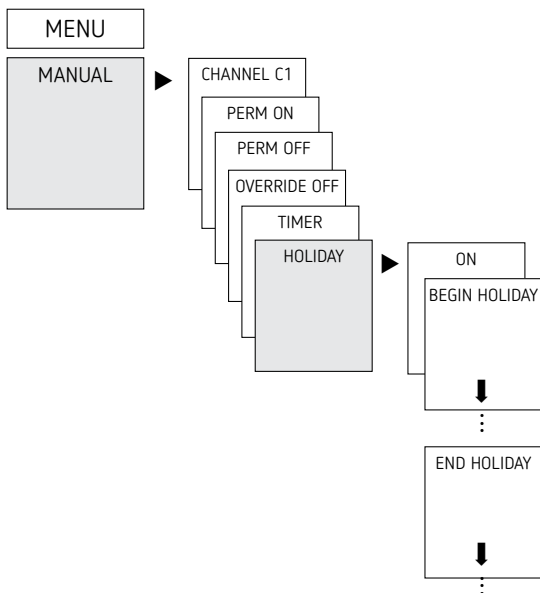 MENU
MANUAL
CHANNEL C1
PERM ON
PERM OFF
OVERRIDE OFF
TIMER
HOLIDAY
ON
BEGIN HOLIDAY
END HOLIDAY